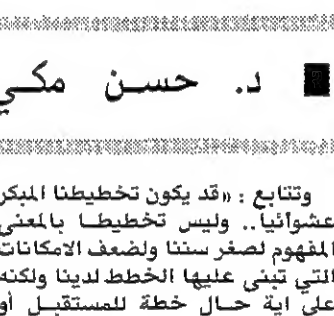 ■ د. حسن مكي
وتتابع : «قد يكون تخطيطنا المبكر
عشوآئيا .. وليس تخطيطا بالمعنى
المفهوم لصغر سننا ولضعف الامكانات
التي تبنى عليها الخطط لدينا ولكنه
على اية حال خطة للمستقبل أو